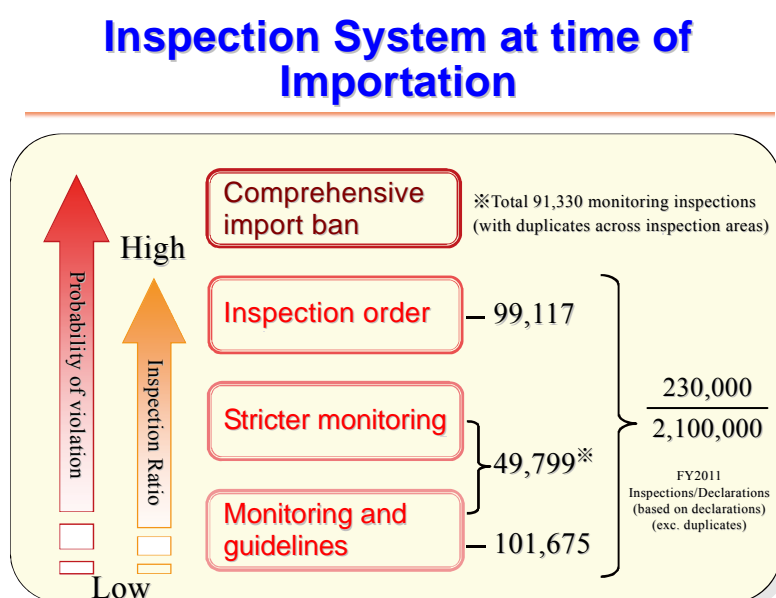 Inspection System at time of
Importation
Comprehensive
import ban
※Total 91,330 monitoring inspections
(with duplicates across inspection areas)
High
Probability of violation
Inspection Ratio
Inspection order
99,117
Stricter monitoring
49,799※
Monitoring and
guidelines
101,675
230,000
2,100,000
FY2011
Inspections/Declarations
(based on declarations)
(exc. duplicates)
Low